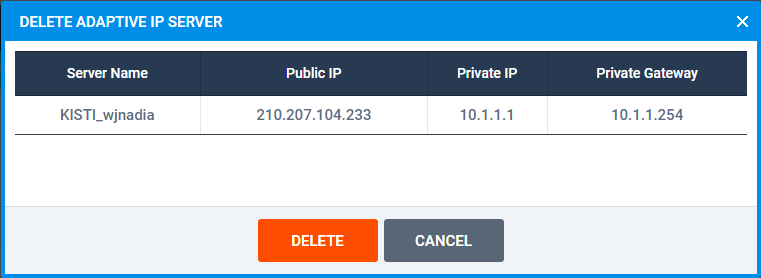 DELETE ADAPTIVE IP SERVER
Server Name Public IP Private IP Private Gateway
KISTI_wjnadia 210.207.104.233 10.1.1.1 10.1.1.254
DELETE CANCEL